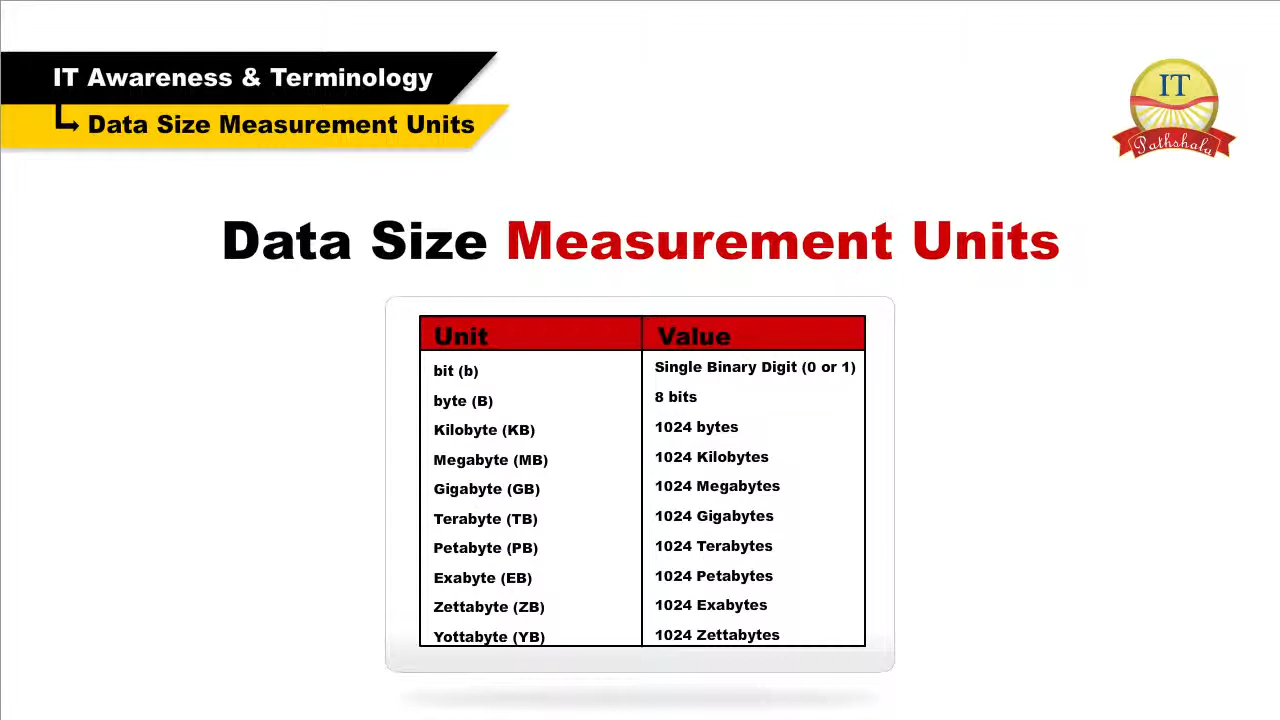 IT Awareness & Terminology
Data Size Measurement Units
IT
Pathshala
Data Size Measurement Units
Unit Value
bit (b) Single Binary Digit (0 or 1)
byte (B) 8 bits
Kilobyte (KB) 1024 bytes
Megabyte (MB) 1024 Kilobytes
Gigabyte (GB) 1024 Megabytes
Terabyte (TB) 1024 Gigabytes
Petabyte (PB) 1024 Terabytes
Exabyte (EB) 1024 Petabytes
Zettabyte (ZB) 1024 Exabytes
Yottabyte (YB) 1024 Zettabytes